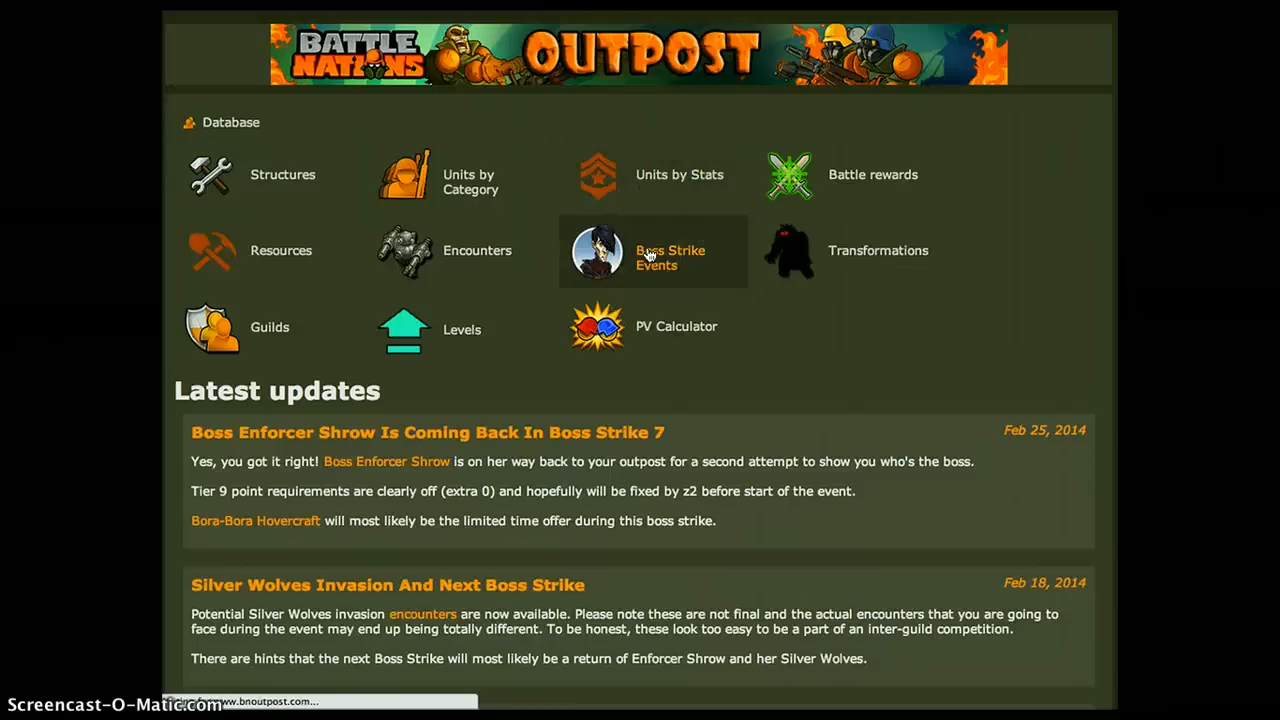 BATTLE NATIONS OUTPOST
Database
Structures
Units by Category
Units by Stats
Battle rewards
Resources
Encounters
Boss Strike Events
Transformations
Guilds
Levels
PV Calculator
Latest updates
Boss Enforcer Shrow Is Coming Back In Boss Strike 7
Feb 25, 2014
Yes, you got it right! Boss Enforcer Shrow is on her way back to your outpost for a second attempt to show you who's the boss.
Tier 9 point requirements are clearly off (extra 0) and hopefully will be fixed by z2 before start of the event.
Bora-Bora Hovercraft will most likely be the limited time offer during this boss strike.
Silver Wolves Invasion And Next Boss Strike
Feb 18, 2014
Potential Silver Wolves invasion encounters are now available. Please note these are not final and the actual encounters that you are going to
face during the event may end up being totally different. To be honest, these look too easy to be a part of an inter-guild competition.
There are hints that the next Boss Strike will most likely be a return of Enforcer Shrow and her Silver Wolves.
Screencast-O-Matic.com
www.bnoutpost.com...